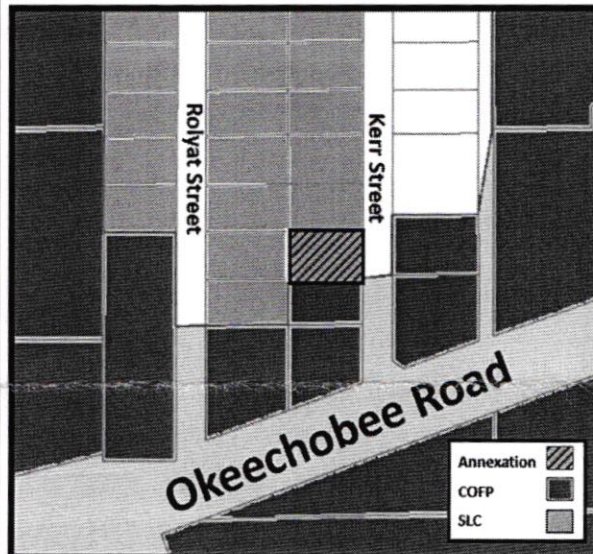 Rolyat Street
Kerr Street
Okeechobee Road
Annexation
COFP
SLC